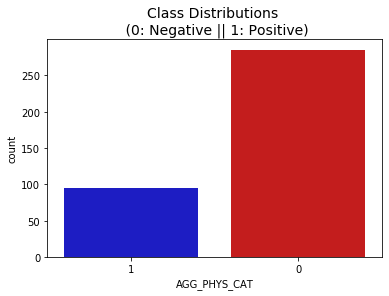 Class Distributions
(0: Negative || 1: Positive)
250
200
150
100
50
0
count
1 0
AGG_PHYS_CAT